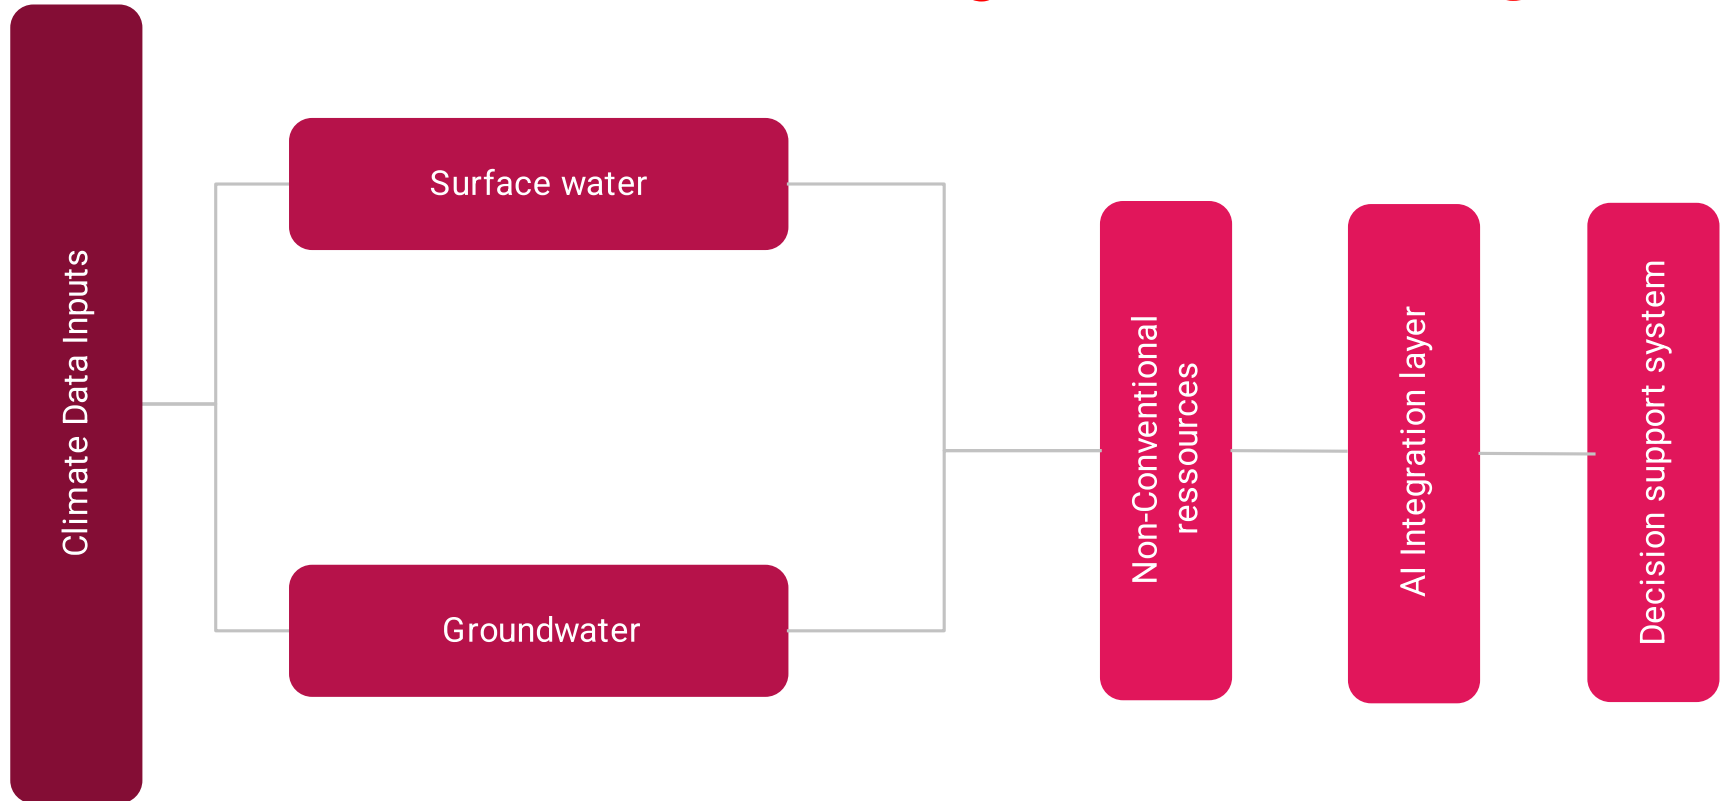 Climate Data Inputs
Surface water
Groundwater
Non-Conventional
ressources
AI Integration layer
Decision support system